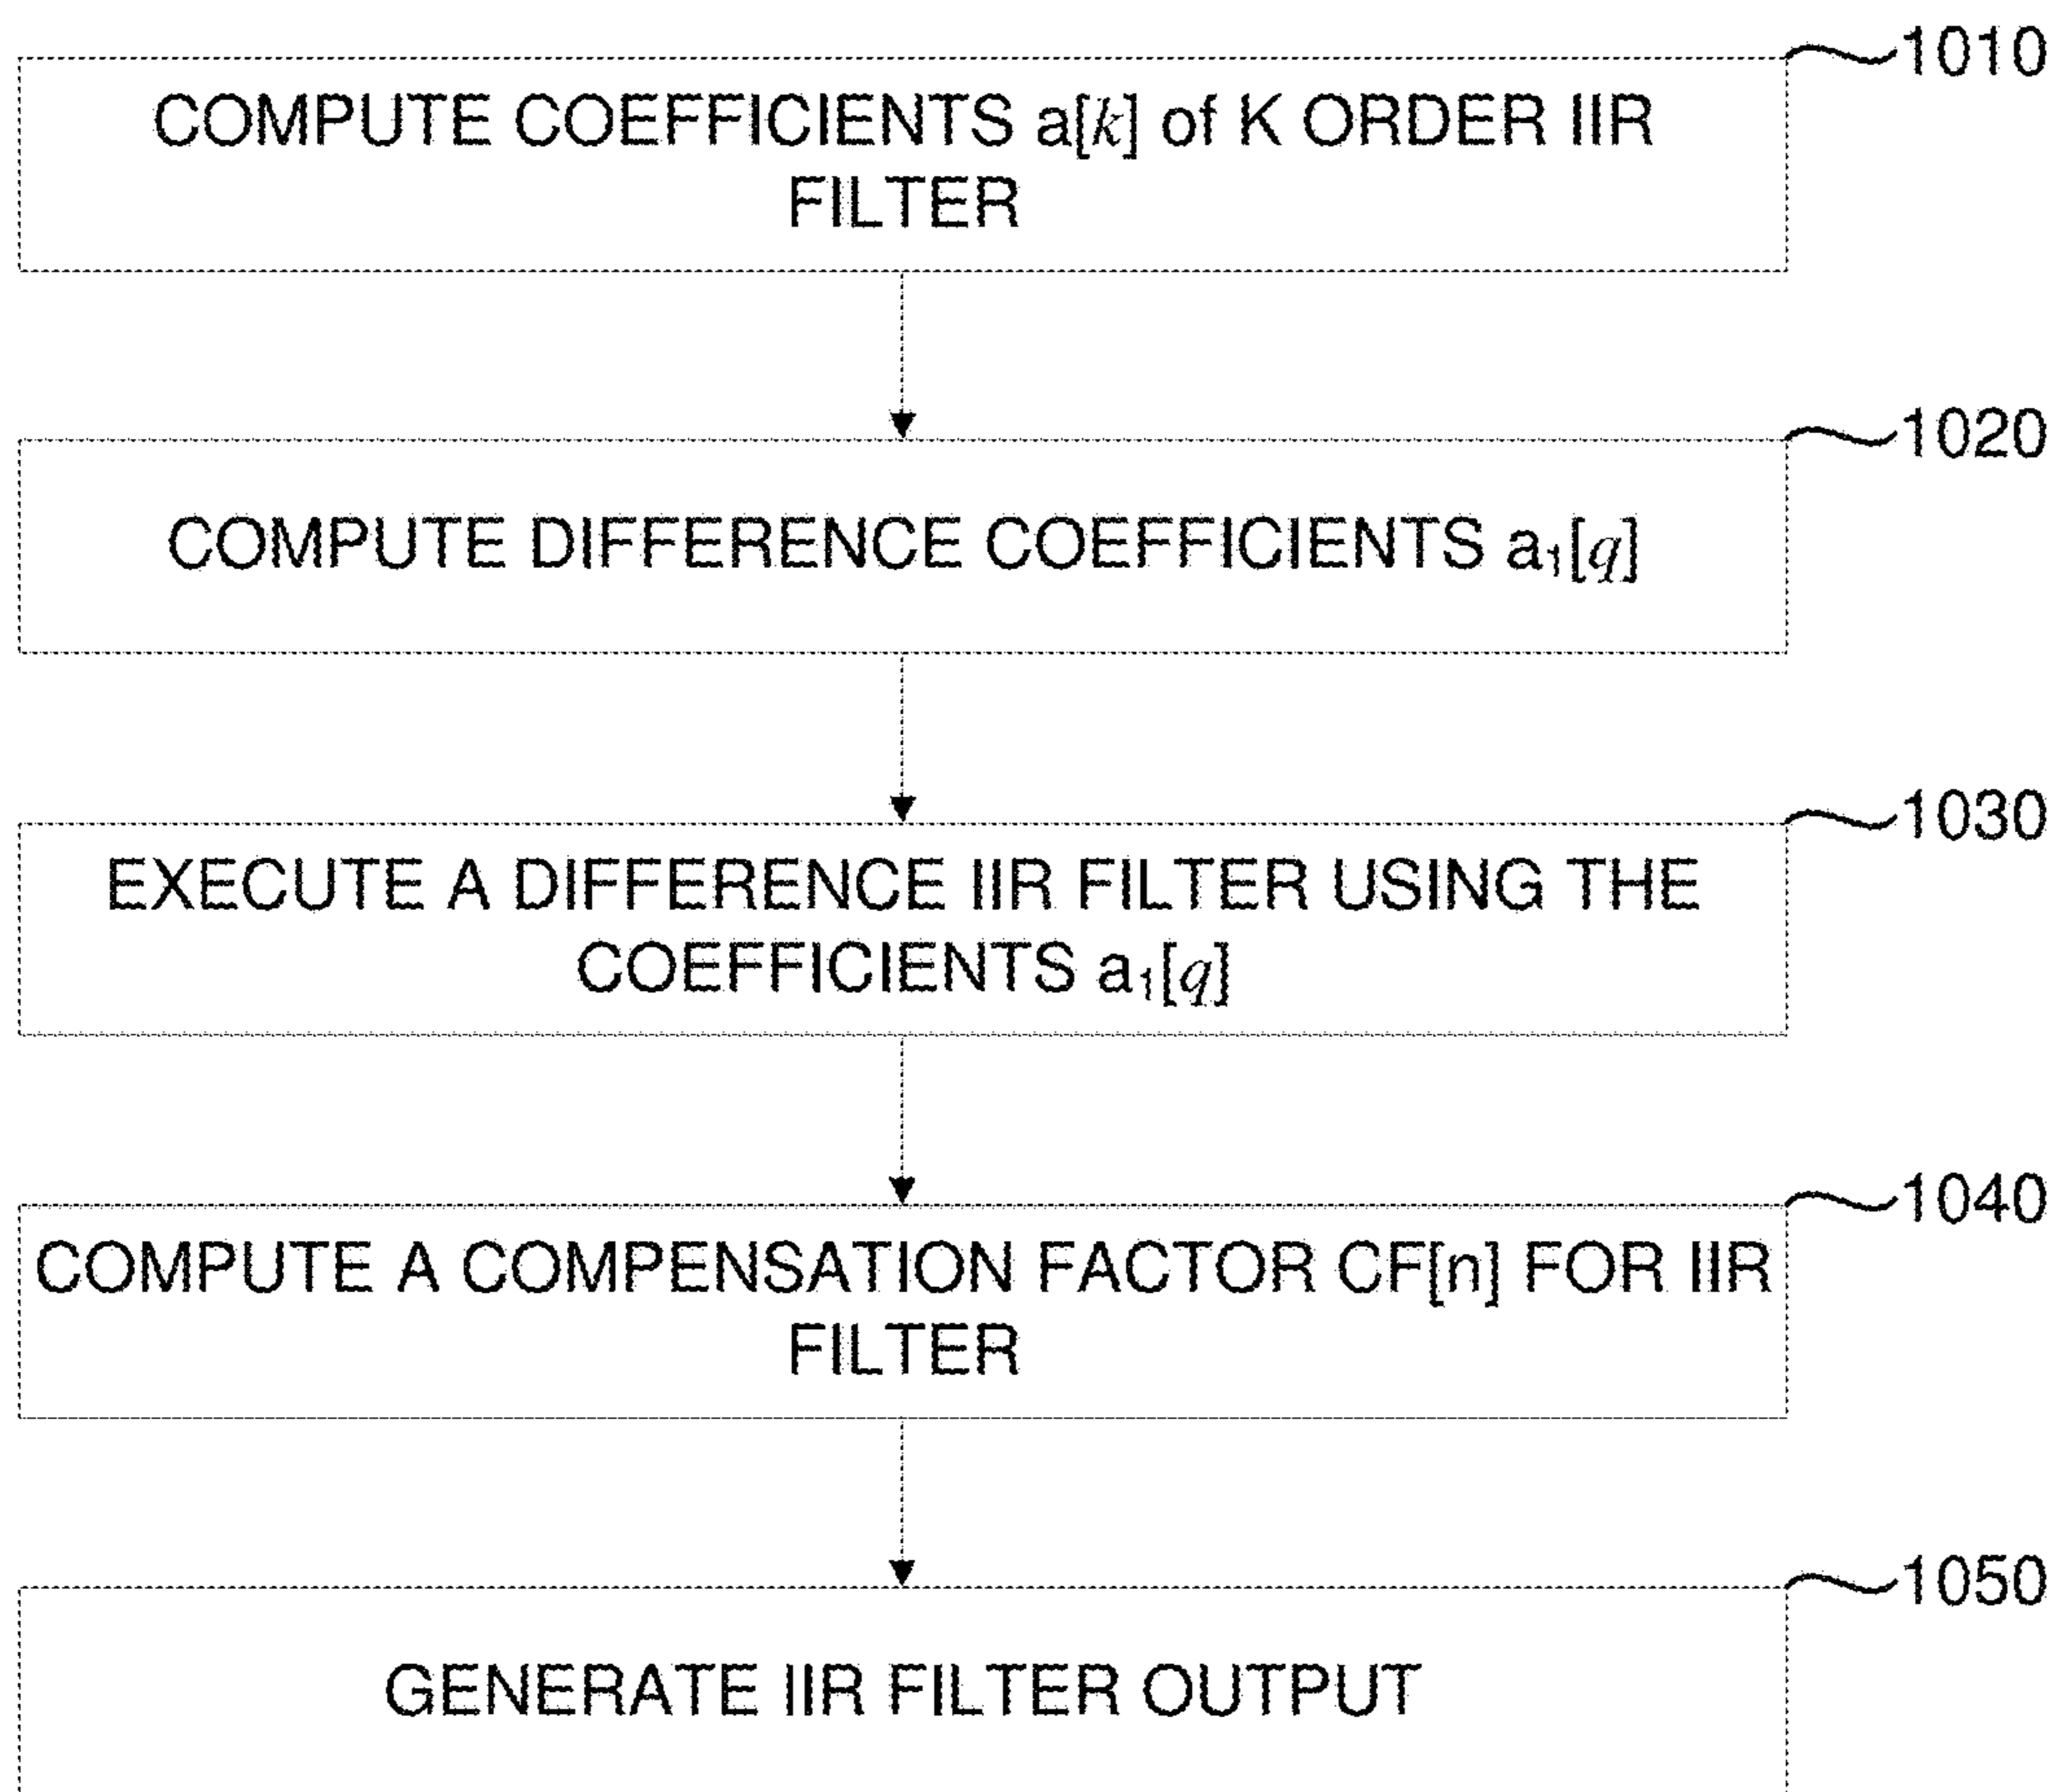 1010
COMPUTE COEFFICIENTS a[k] of K ORDER IIR
FILTER
1020
COMPUTE DIFFERENCE COEFFICIENTS a₁[q]
1030
EXECUTE A DIFFERENCE IIR FILTER USING THE
COEFFICIENTS a₁[q]
1040
COMPUTE A COMPENSATION FACTOR CF[n] FOR IIR
FILTER
1050
GENERATE IIR FILTER OUTPUT